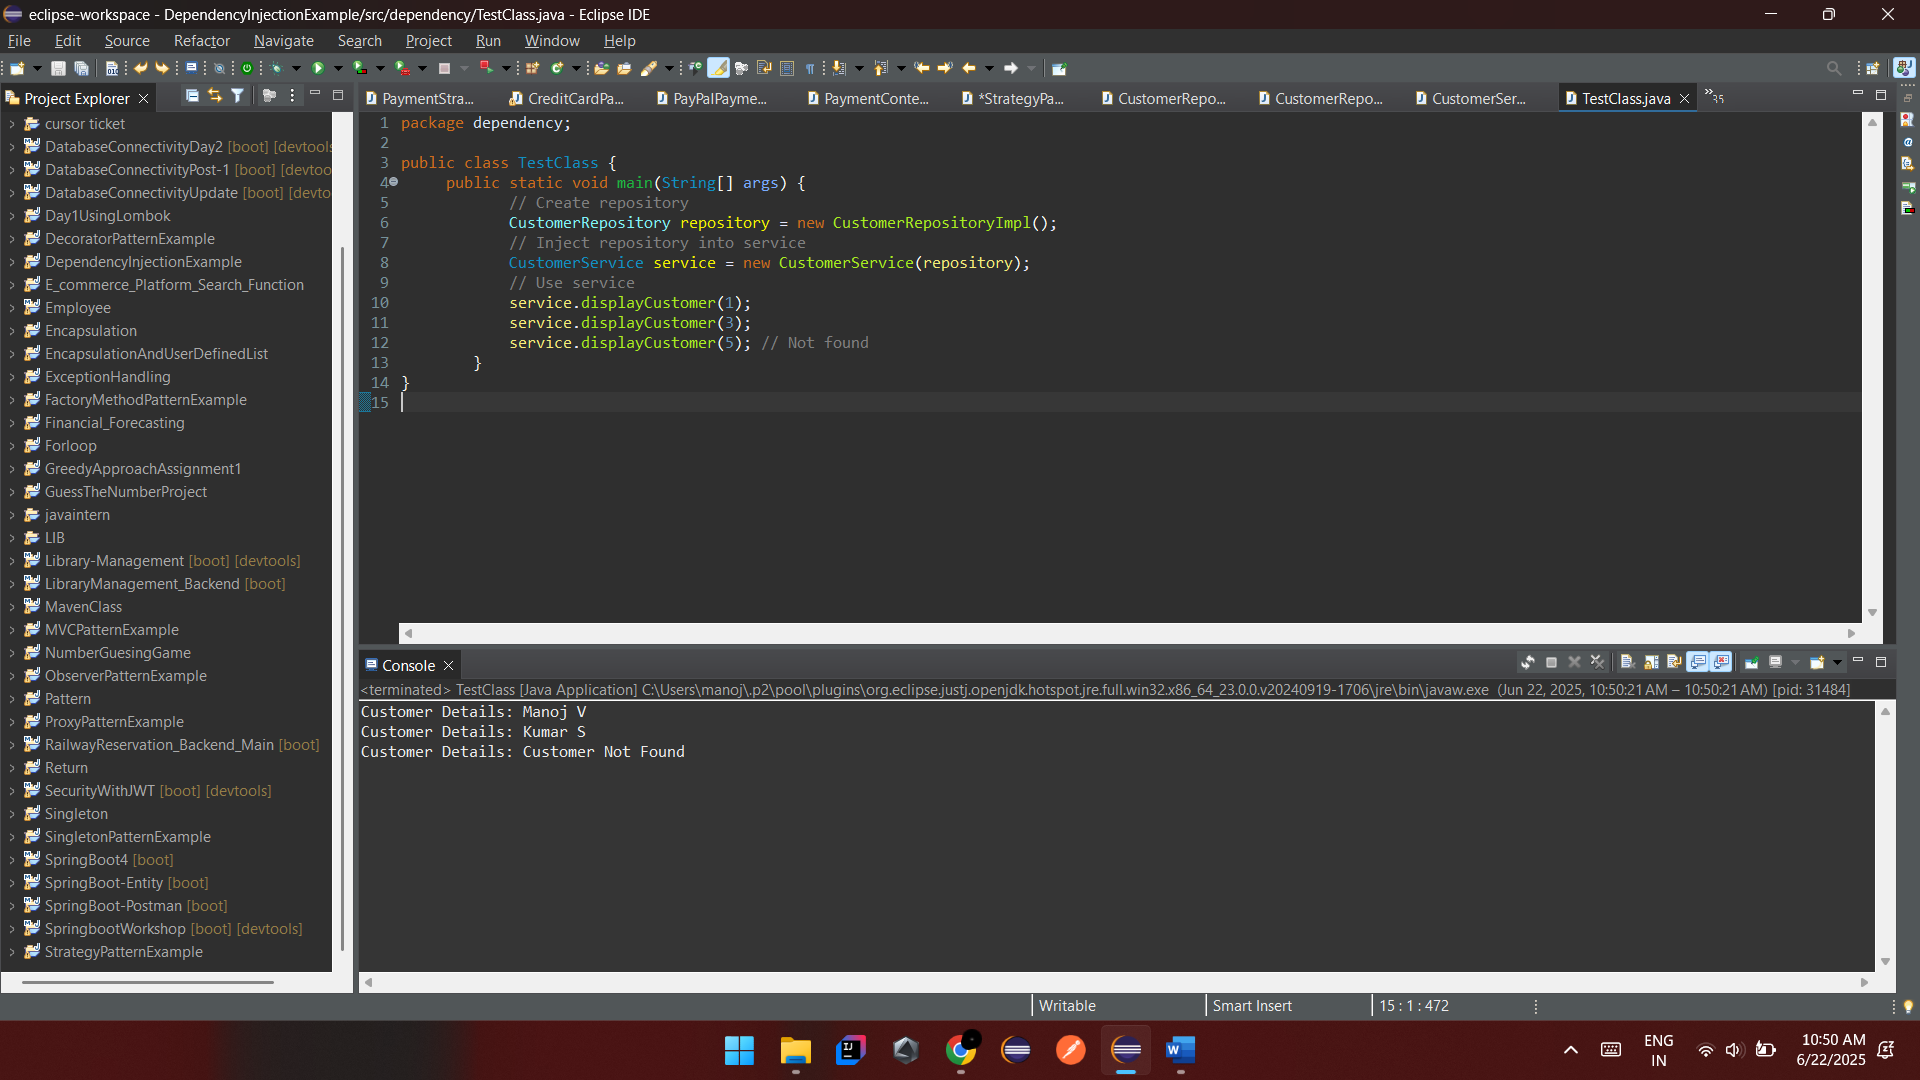 eclipse-workspace - DependencyInjectionExample/src/dependency/TestClass.java - Eclipse IDE
File Edit Source Refactor Navigate Search Project Run Window Help
Project Explorer
cursor ticket
DatabaseConnectivityDay2 [boot] [devtools
DatabaseConnectivityPost-1 [boot] [devtoo
DatabaseConnectivityUpdate [boot] [devto
Day1UsingLombok
DecoratorPatternExample
DependencyInjectionExample
E_commerce_Platform_Search_Function
Employee
Encapsulation
EncapsulationAndUserDefinedList
ExceptionHandling
FactoryMethodPatternExample
Financial_Forecasting
Forloop
GreedyApproachAssignment1
GuessTheNumberProject
javaintern
LIB
Library-Management [boot] [devtools]
LibraryManagement_Backend [boot]
MavenClass
MVCPatternExample
NumberGuesingGame
ObserverPatternExample
Pattern
ProxyPatternExample
RailwayReservation_Backend_Main [boot]
Return
SecurityWithJWT [boot] [devtools]
Singleton
SingletonPatternExample
SpringBoot4 [boot]
SpringBoot-Entity [boot]
SpringBoot-Postman [boot]
SpringbootWorkshop [boot] [devtools]
StrategyPatternExample
PaymentStra... CreditCardPa... PayPalPayme... PaymentConte... *StrategyPa... CustomerRepo... CustomerRepo... CustomerSer... TestClass.java »35
1 package dependency;
2
3 public class TestClass {
4 public static void main(String[] args) {
5 // Create repository
6 CustomerRepository repository = new CustomerRepositoryImpl();
7 // Inject repository into service
8 CustomerService service = new CustomerService(repository);
9 // Use service
10 service.displayCustomer(1);
11 service.displayCustomer(3);
12 service.displayCustomer(5); // Not found
13 }
14 }
15
Console
<terminated> TestClass [Java Application] C:\Users\manoj\.p2\pool\plugins\org.eclipse.justj.openjdk.hotspot.jre.full.win32.x86_64_23.0.0.v20240919-1706\jre\bin\javaw.exe (Jun 22, 2025, 10:50:21 AM – 10:50:21 AM) [pid: 31484]
Customer Details: Manoj V
Customer Details: Kumar S
Customer Details: Customer Not Found
Writable Smart Insert 15 : 1 : 472
ENG
IN
10:50 AM
6/22/2025